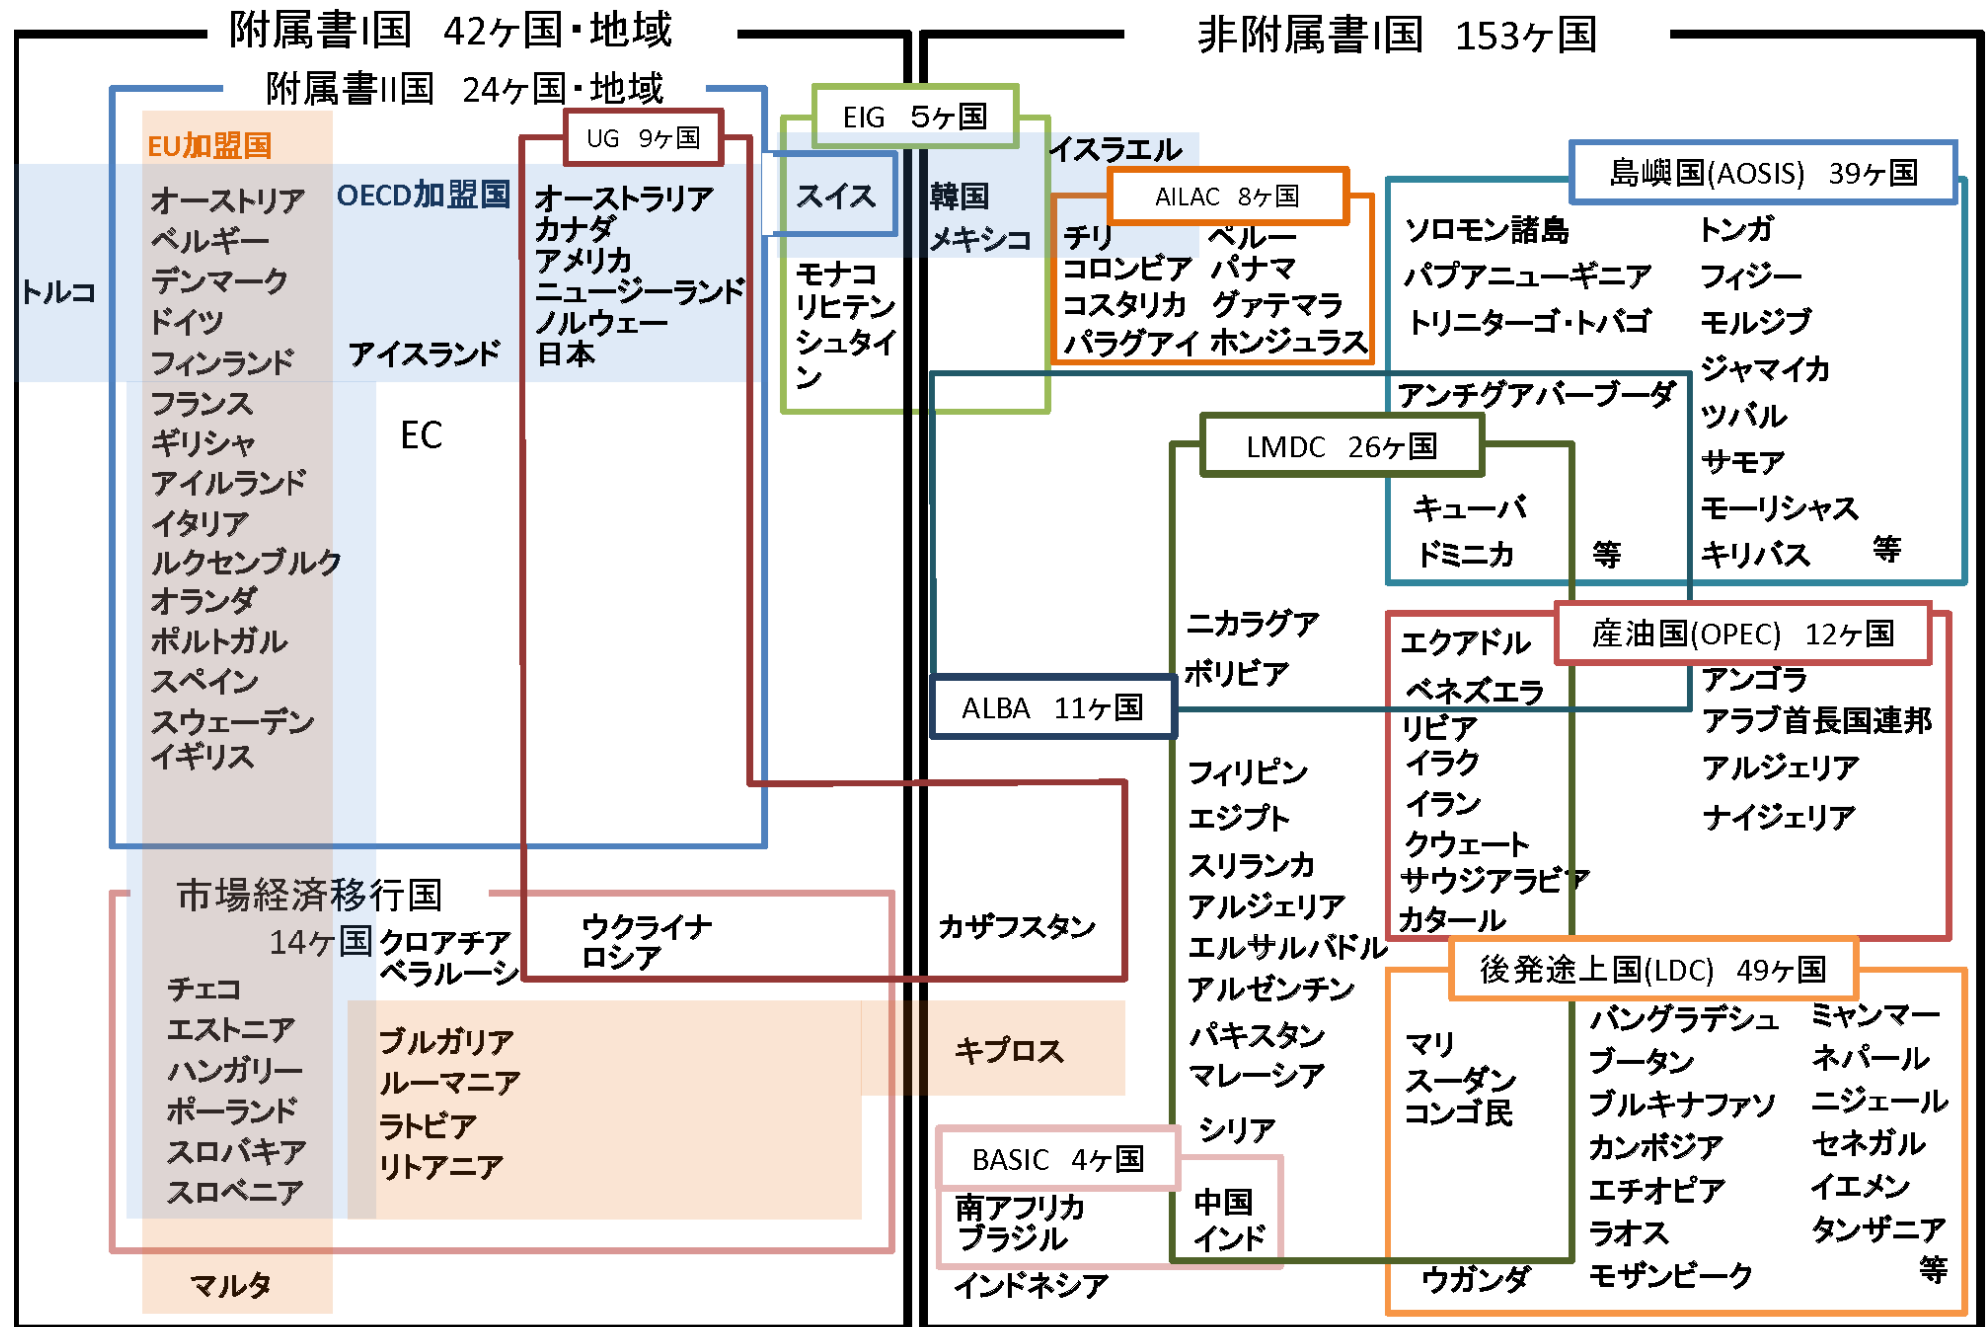 附属書I国 42ヶ国・地域
附属書II国 24ヶ国・地域
EU加盟国
オーストリア
ベルギー
デンマーク
ドイツ
フィンランド
フランス
ギリシャ
アイルランド
イタリア
ルクセンブルク
オランダ
ポルトガル
スペイン
スウェーデン
イギリス
トルコ
OECD加盟国
アイスランド
EC
UG 9ヶ国
オーストラリア
カナダ
アメリカ
ニュージーランド
ノルウェー
日本
市場経済移行国
14ヶ国
クロアチア
ベラルーシ
ウクライナ
ロシア
チェコ
エストニア
ハンガリー
ポーランド
スロバキア
スロベニア
ブルガリア
ルーマニア
ラトビア
リトアニア
マルタ
EIG 5ヶ国
スイス
モナコ
リヒテン
シュタイ
ン
非附属書I国 153ヶ国
韓国
メキシコ
イスラエル
AILAC 8ヶ国
チリ
コロンビア
コスタリカ
パラグアイ
ペルー
パナマ
グァテマラ
ホンジュラス
島嶼国(AOSIS) 39ヶ国
ソロモン諸島
パプアニューギニア
トリニターゴ・トバゴ
アンチグアバーブーダ
キューバ
ドミニカ 等
トンガ
フィジー
モルジブ
ジャマイカ
ツバル
サモア
モーリシャス
キリバス 等
LMDC 26ヶ国
ニカラグア
ボリビア
ALBA 11ヶ国
フィリピン
エジプト
スリランカ
アルジェリア
エルサルバドル
アルゼンチン
パキスタン
マレーシア
シリア
産油国(OPEC) 12ヶ国
エクアドル
ベネズエラ
リビア
イラク
イラン
クウェート
サウジアラビア
カタール
アンゴラ
アラブ首長国連邦
アルジェリア
ナイジェリア
カザフスタン
キプロス
BASIC 4ヶ国
南アフリカ
ブラジル
中国
インド
インドネシア
後発途上国(LDC) 49ヶ国
マリ
スーダン
コンゴ民
ウガンダ
バングラデシュ
ブータン
ブルキナファソ
カンボジア
エチオピア
ラオス
モザンビーク
ミャンマー
ネパール
ニジェール
セネガル
イエメン
タンザニア
等